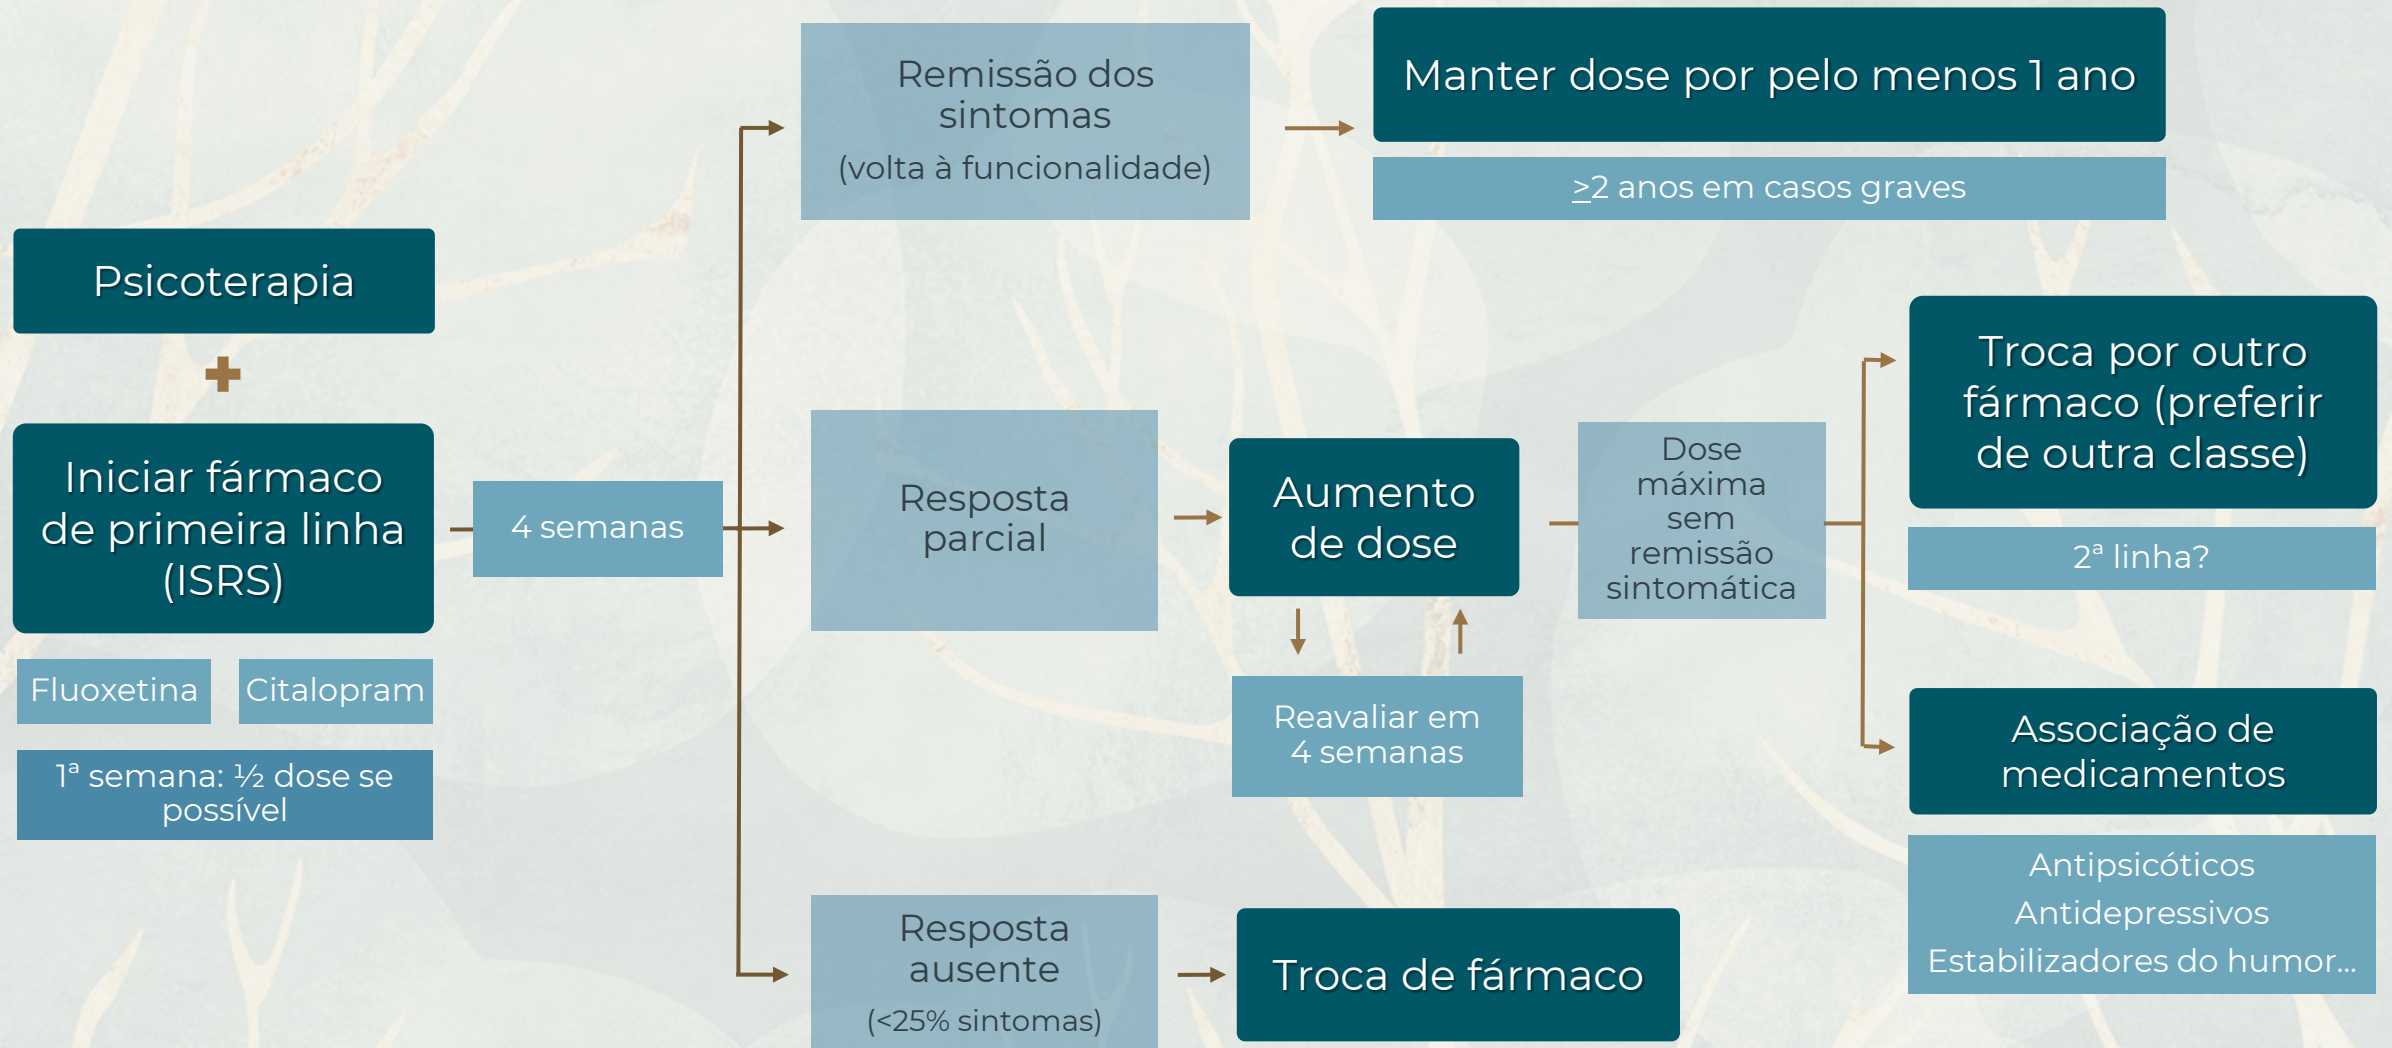 Psicoterapia
Iniciar fármaco
de primeira linha
(ISRS)
Fluoxetina
Citalopram
1ª semana: ½ dose se
possível
4 semanas
Remissão dos
sintomas
(volta à funcionalidade)
Manter dose por pelo menos 1 ano
≥2 anos em casos graves
Resposta
parcial
Aumento
de dose
Reavaliar em
4 semanas
Dose
máxima
sem
remissão
sintomática
Troca por outro
fármaco (preferir
de outra classe)
2ª linha?
Associação de
medicamentos
Antipsicóticos
Antidepressivos
Estabilizadores do humor...
Resposta
ausente
(<25% sintomas)
Troca de fármaco